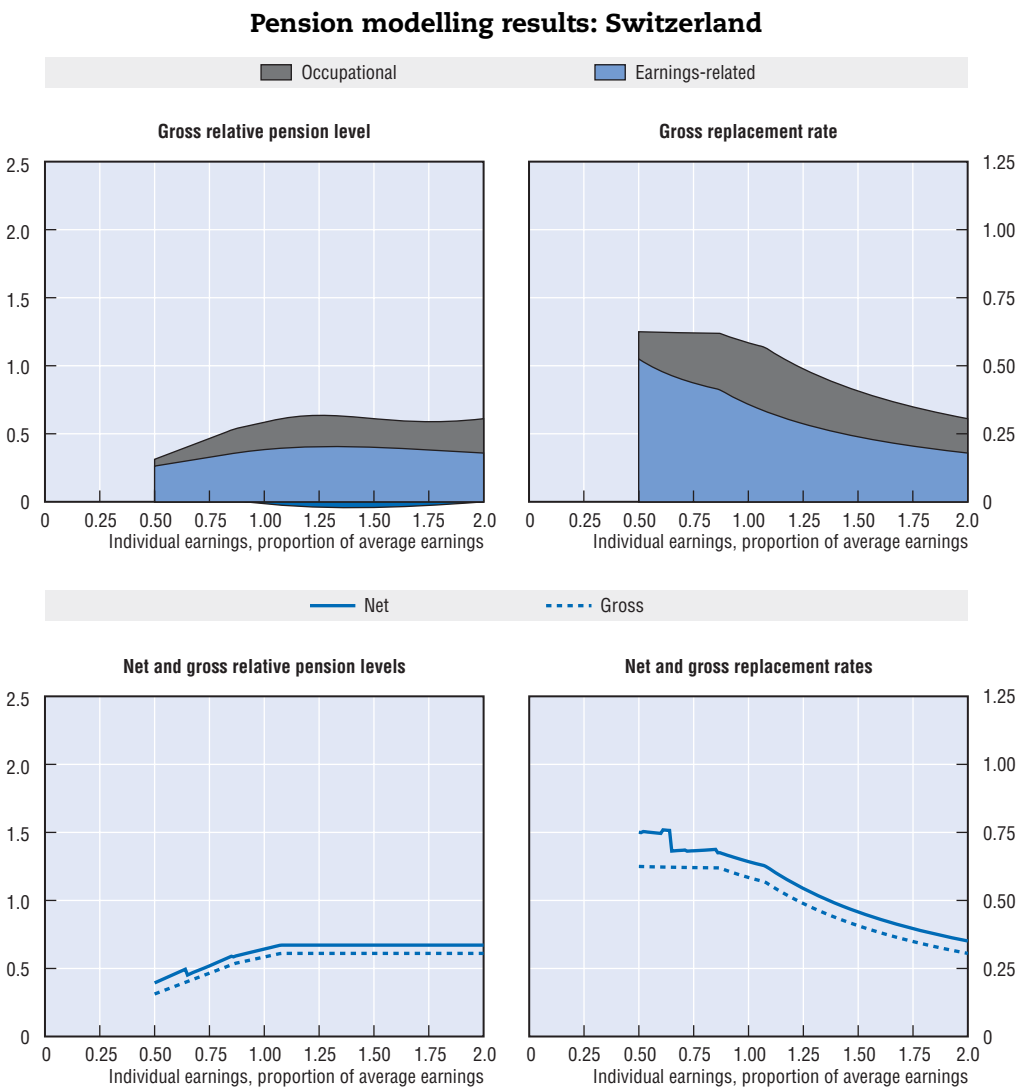 Pension modelling results: Switzerland
Occupational Earnings-related
Gross relative pension level
2.5
2.0
1.5
1.0
0.5
0
0 0.25 0.50 0.75 1.00 1.25 1.50 1.75 2.0
Individual earnings, proportion of average earnings
Gross replacement rate
1.25
1.00
0.75
0.50
0.25
0
0 0.25 0.50 0.75 1.00 1.25 1.50 1.75 2.0
Individual earnings, proportion of average earnings
Net Gross
Net and gross relative pension levels
2.5
2.0
1.5
1.0
0.5
0
0 0.25 0.50 0.75 1.00 1.25 1.50 1.75 2.0
Individual earnings, proportion of average earnings
Net and gross replacement rates
1.25
1.00
0.75
0.50
0.25
0
0 0.25 0.50 0.75 1.00 1.25 1.50 1.75 2.0
Individual earnings, proportion of average earnings